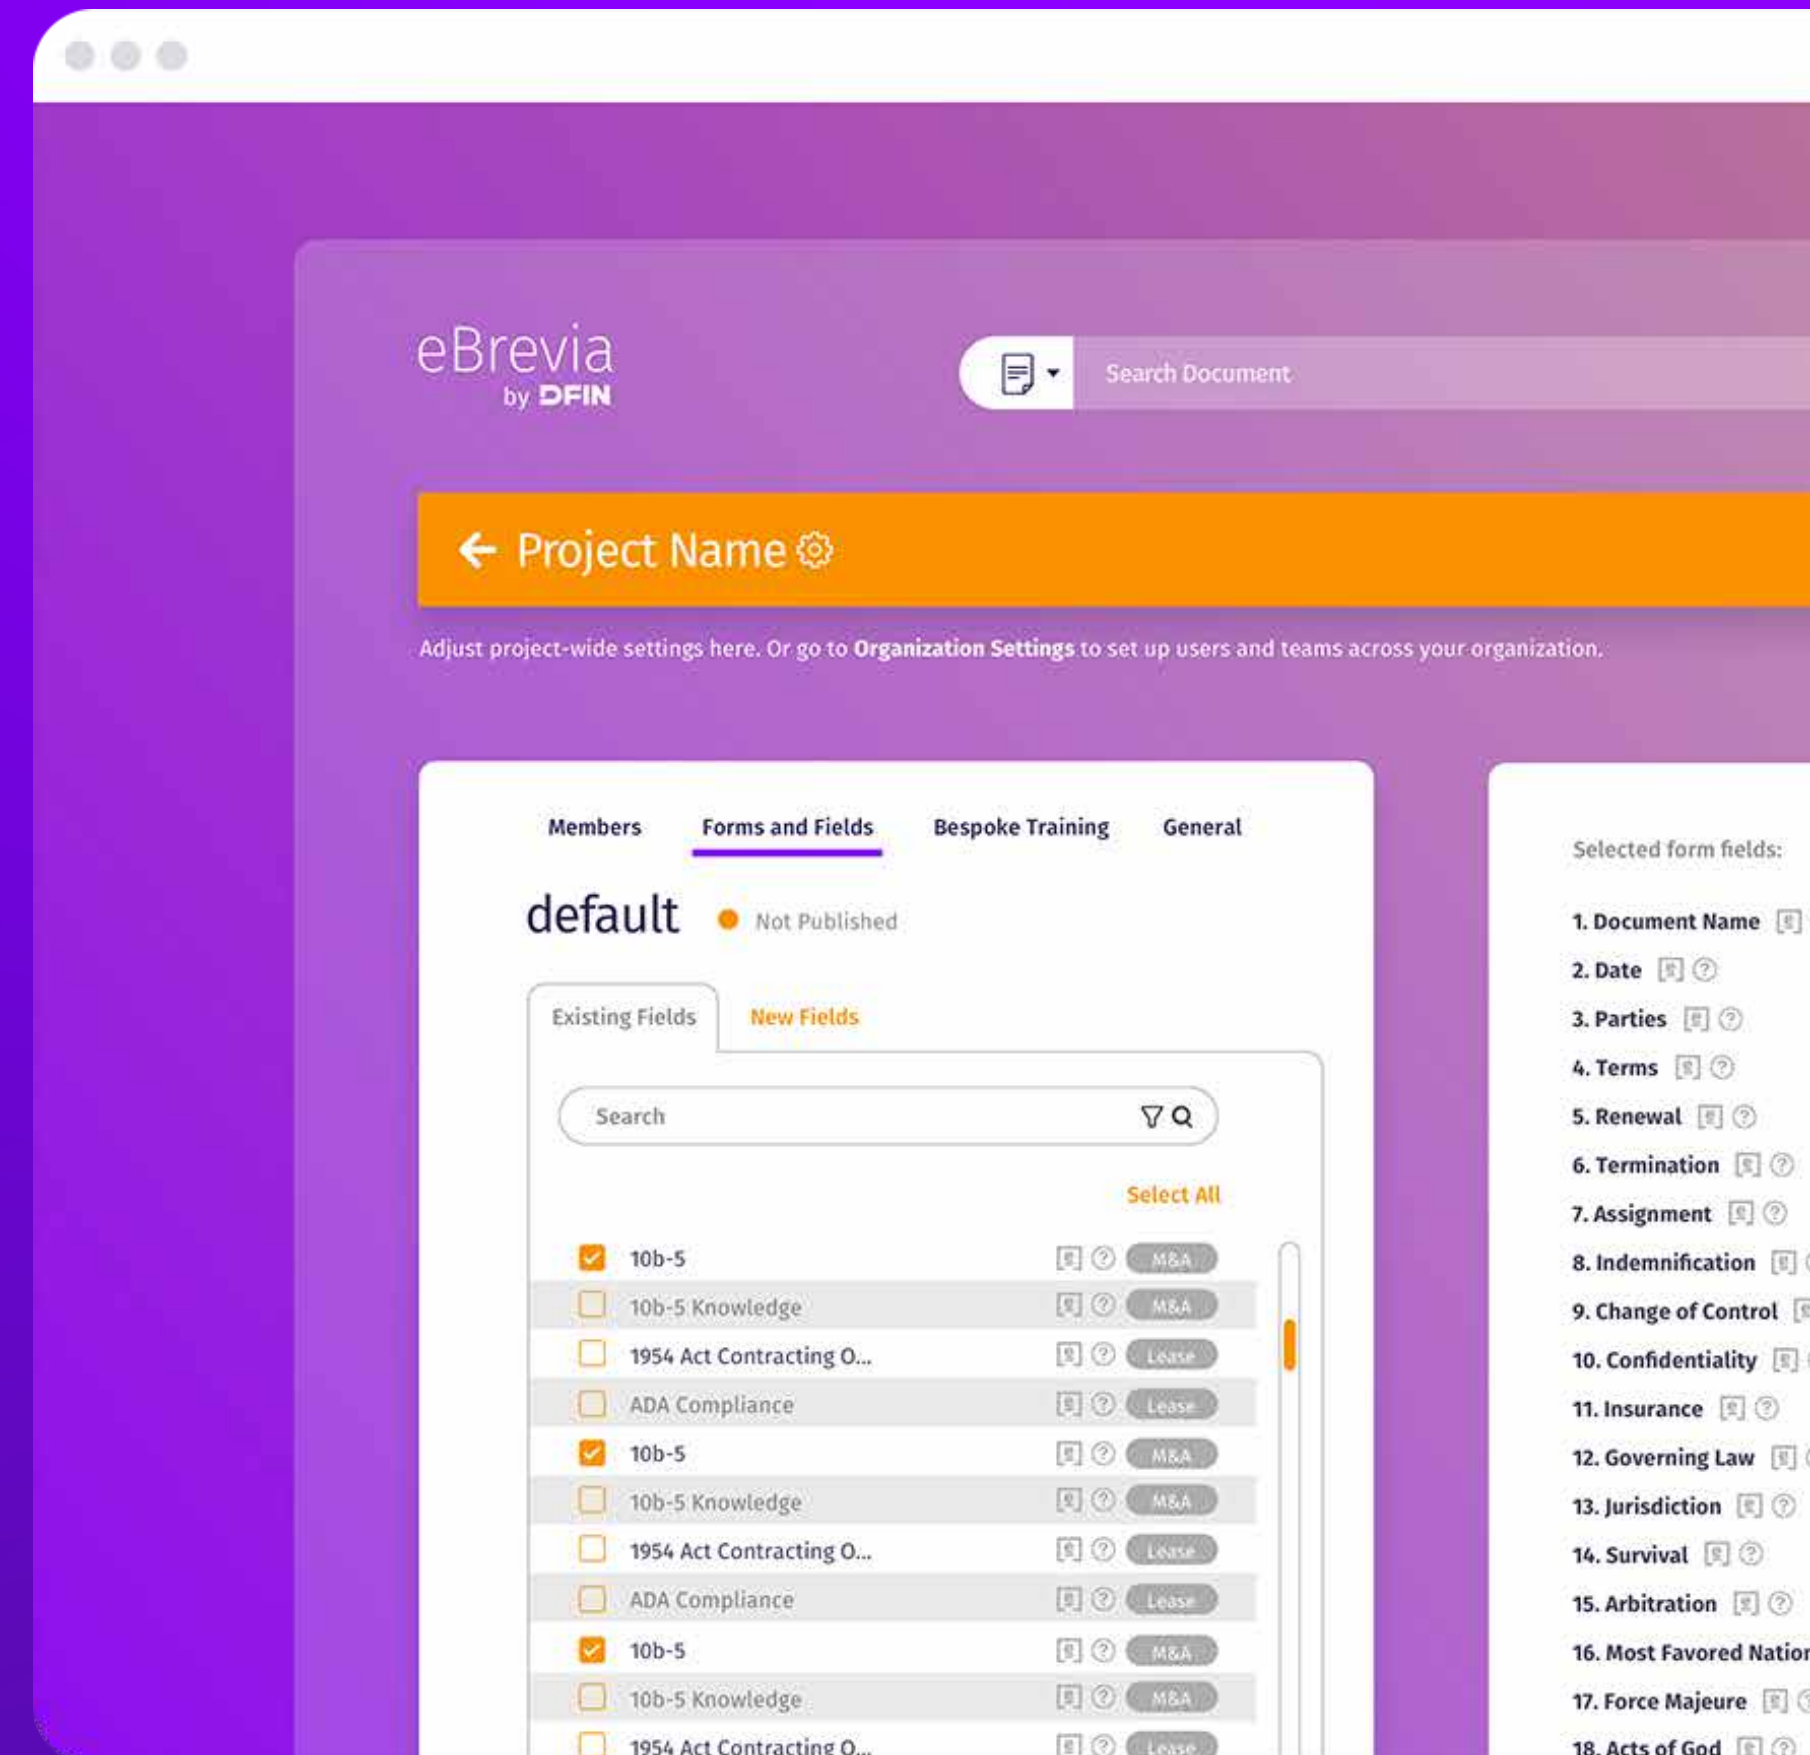 eBrevia
by DFIN
Search Document
Project Name
Adjust project-wide settings here. Or go to Organization Settings to set up users and teams across your organization.
Members Forms and Fields Bespoke Training General
default Not Published
Existing Fields New Fields
Search
Select All
10b-5 M&A
10b-5 Knowledge M&A
1954 Act Contracting O... Lease
ADA Compliance Lease
10b-5 M&A
10b-5 Knowledge M&A
1954 Act Contracting O... Lease
ADA Compliance Lease
10b-5 M&A
10b-5 Knowledge M&A
1954 Act Contracting O... Lease
Selected form fields:
1. Document Name
2. Date
3. Parties
4. Terms
5. Renewal
6. Termination
7. Assignment
8. Indemnification
9. Change of Control
10. Confidentiality
11. Insurance
12. Governing Law
13. Jurisdiction
14. Survival
15. Arbitration
16. Most Favored Nation
17. Force Majeure
18. Acts of God